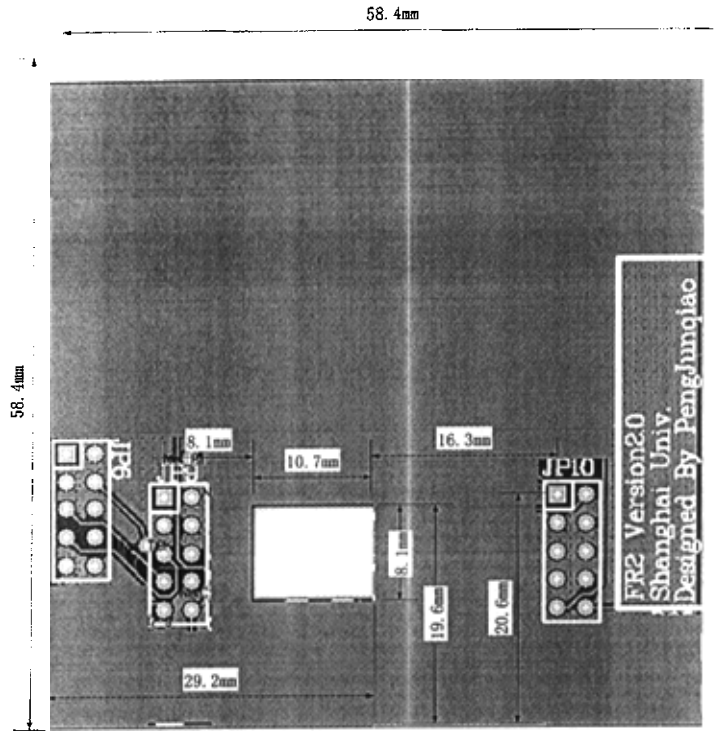 58.4mm
58.4mm
8.1mm
16.3mm
10.7mm
JP6
JP10
8.1mm
19.6mm
20.6mm
29.2mm
FR2 Version2.0
Shanghai Univ.
Designed By PengJunqiao